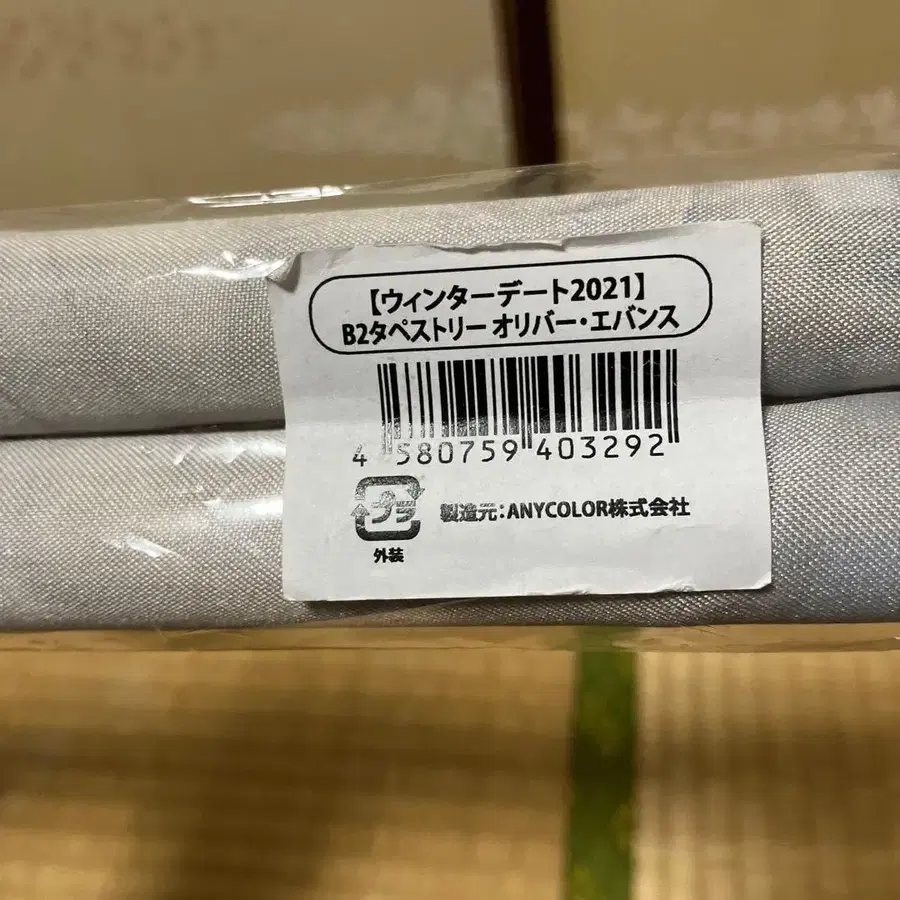 【ウィンターデート2021】
B2タペストリー オリバー・エバンス
4 580759 403292
プラ
外装
製造元:ANYCOLOR株式会社